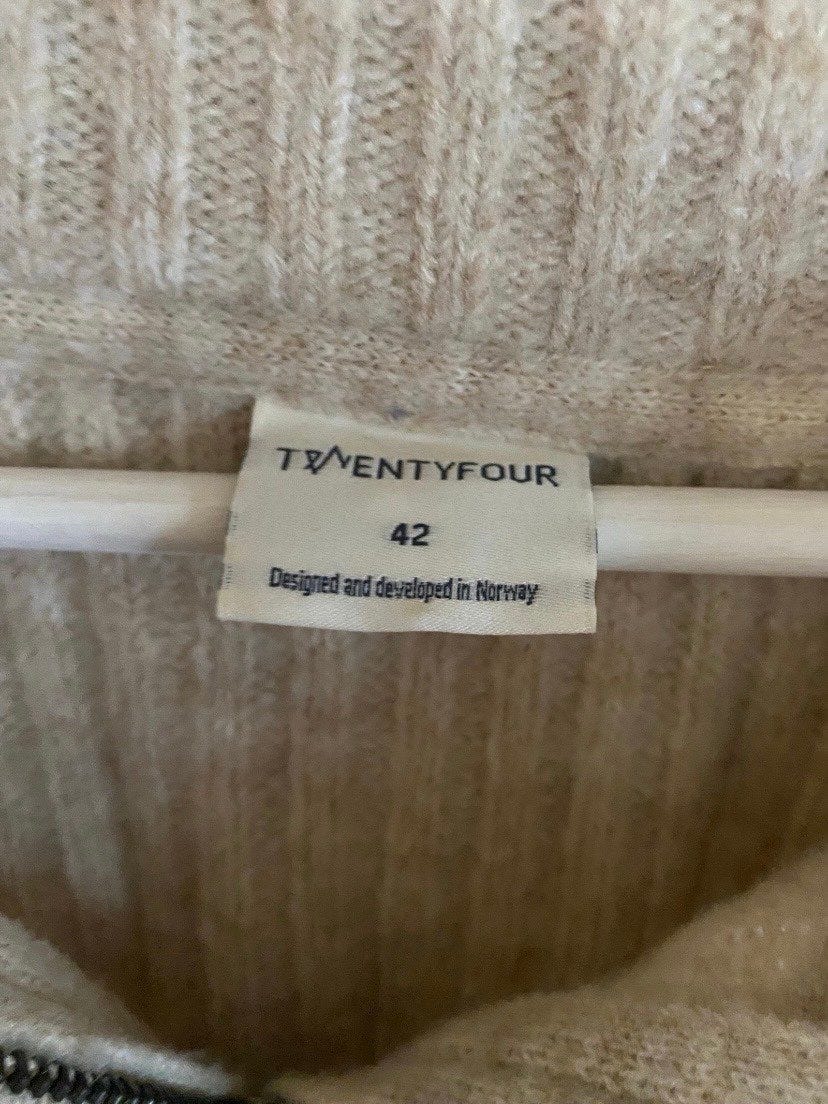 TWENTYFOUR
42
Designed and developed in Norway